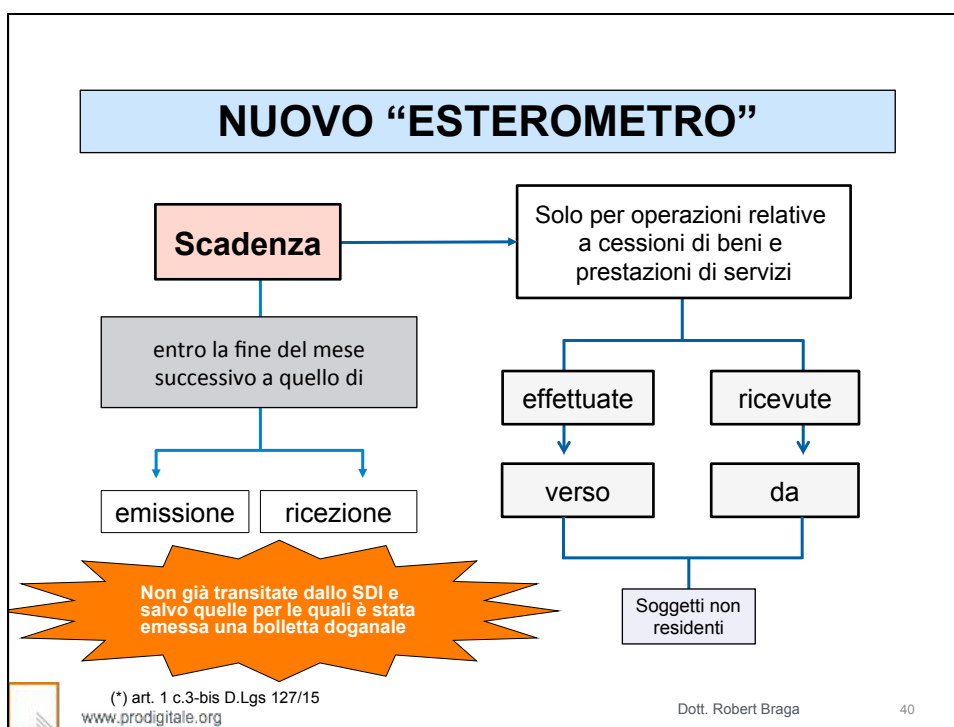 NUOVO “ESTEROMETRO”
Scadenza
Solo per operazioni relative
a cessioni di beni e
prestazioni di servizi
entro la fine del mese
successivo a quello di
effettuate
ricevute
verso
da
emissione
ricezione
Non già transitate dallo SDI e
salvo quelle per le quali è stata
emessa una bolletta doganale
Soggetti non
residenti
(*) art. 1 c.3-bis D.Lgs 127/15
www.prodigitale.org
Dott. Robert Braga
40